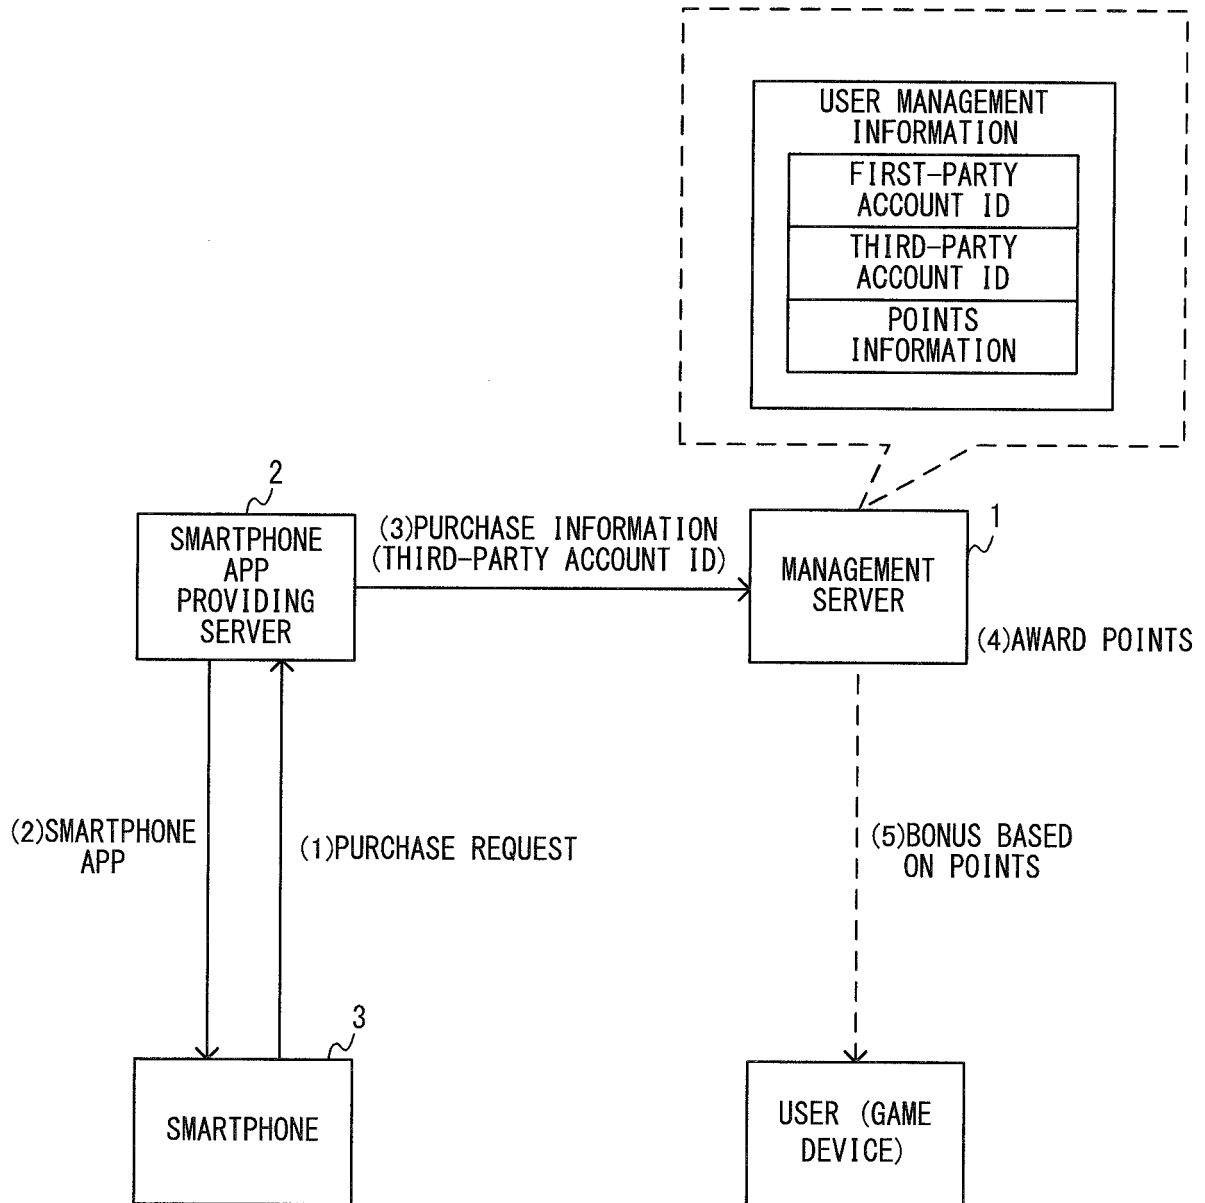 USER MANAGEMENT
INFORMATION
FIRST-PARTY
ACCOUNT ID
THIRD-PARTY
ACCOUNT ID
POINTS
INFORMATION
2
SMARTPHONE
APP
PROVIDING
SERVER
(3)PURCHASE INFORMATION
(THIRD-PARTY ACCOUNT ID)
1
MANAGEMENT
SERVER
(4)AWARD POINTS
(2)SMARTPHONE
APP
(1)PURCHASE REQUEST
(5)BONUS BASED
ON POINTS
3
SMARTPHONE
USER (GAME
DEVICE)